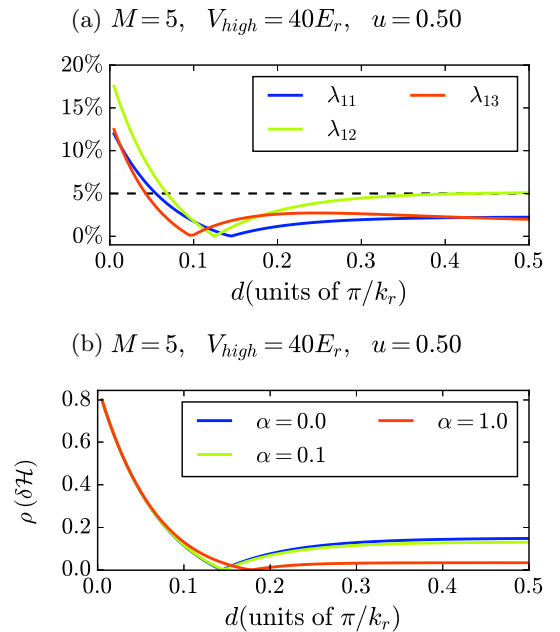 (a) M = 5, V_high = 40E_r, u = 0.50
20%
15%
10%
5%
0%
λ_11 λ_13
λ_12
0.0 0.1 0.2 0.3 0.4 0.5
d(units of π/k_r)
(b) M = 5, V_high = 40E_r, u = 0.50
0.8
0.6
0.4
0.2
0.0
ρ(δℋ)
α = 0.0 α = 1.0
α = 0.1
0.0 0.1 0.2 0.3 0.4 0.5
d(units of π/k_r)